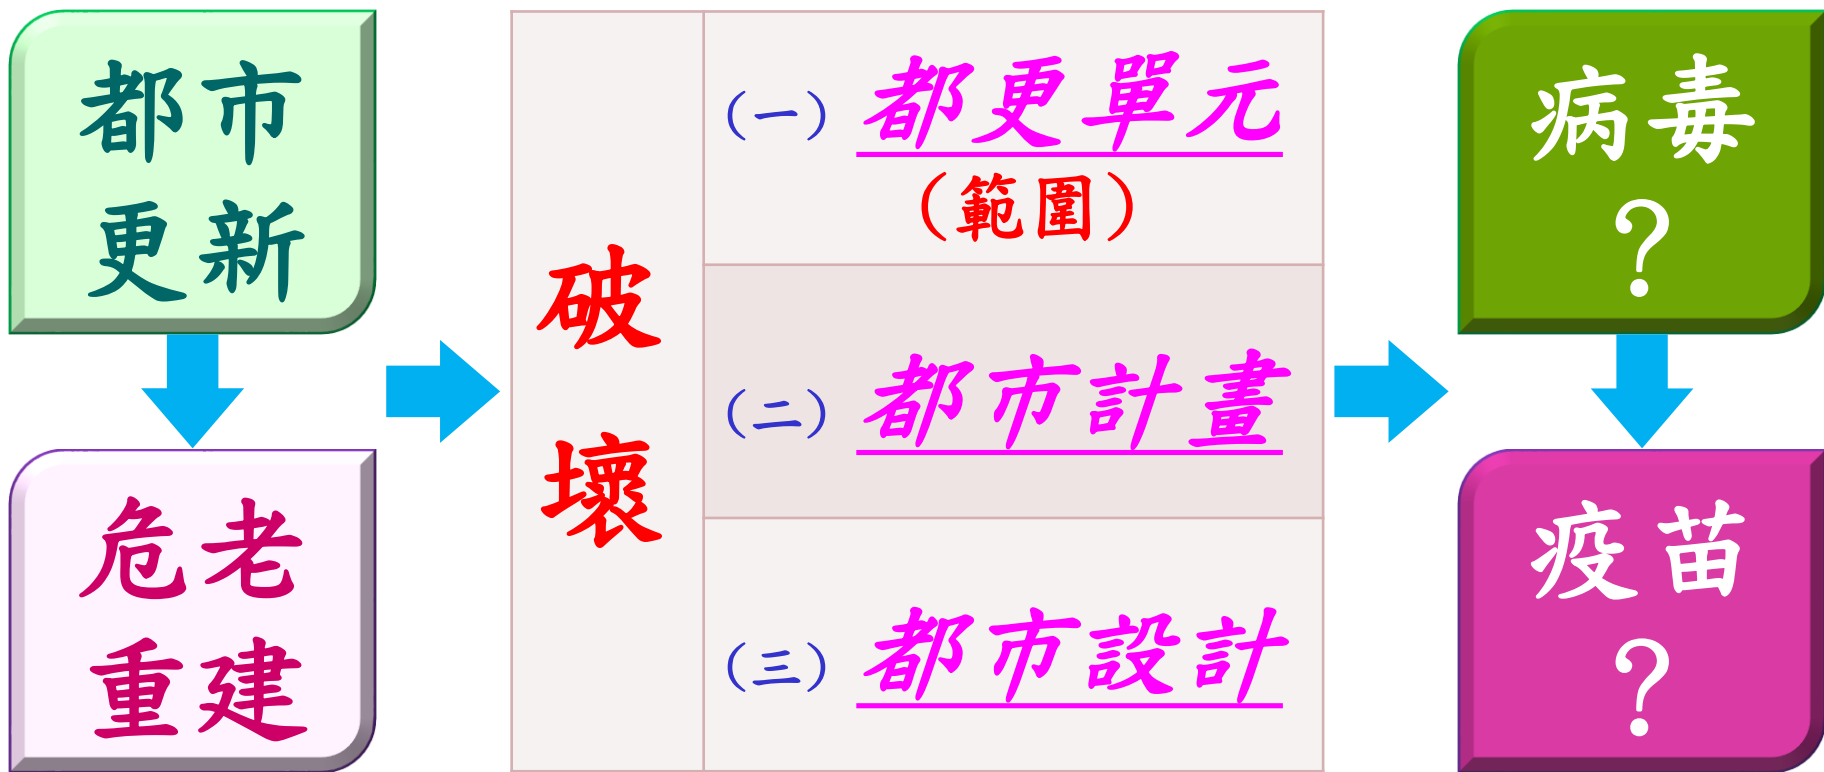 都市
更新
危老
重建
破
壞
(一) 都更單元
(範圍)
(二) 都市計畫
(三) 都市設計
病毒
?
疫苗
?